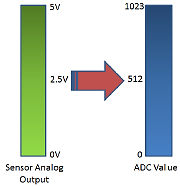 5V
1023
2.5V
512
0V
0
Sensor Analog
Output
ADC Value